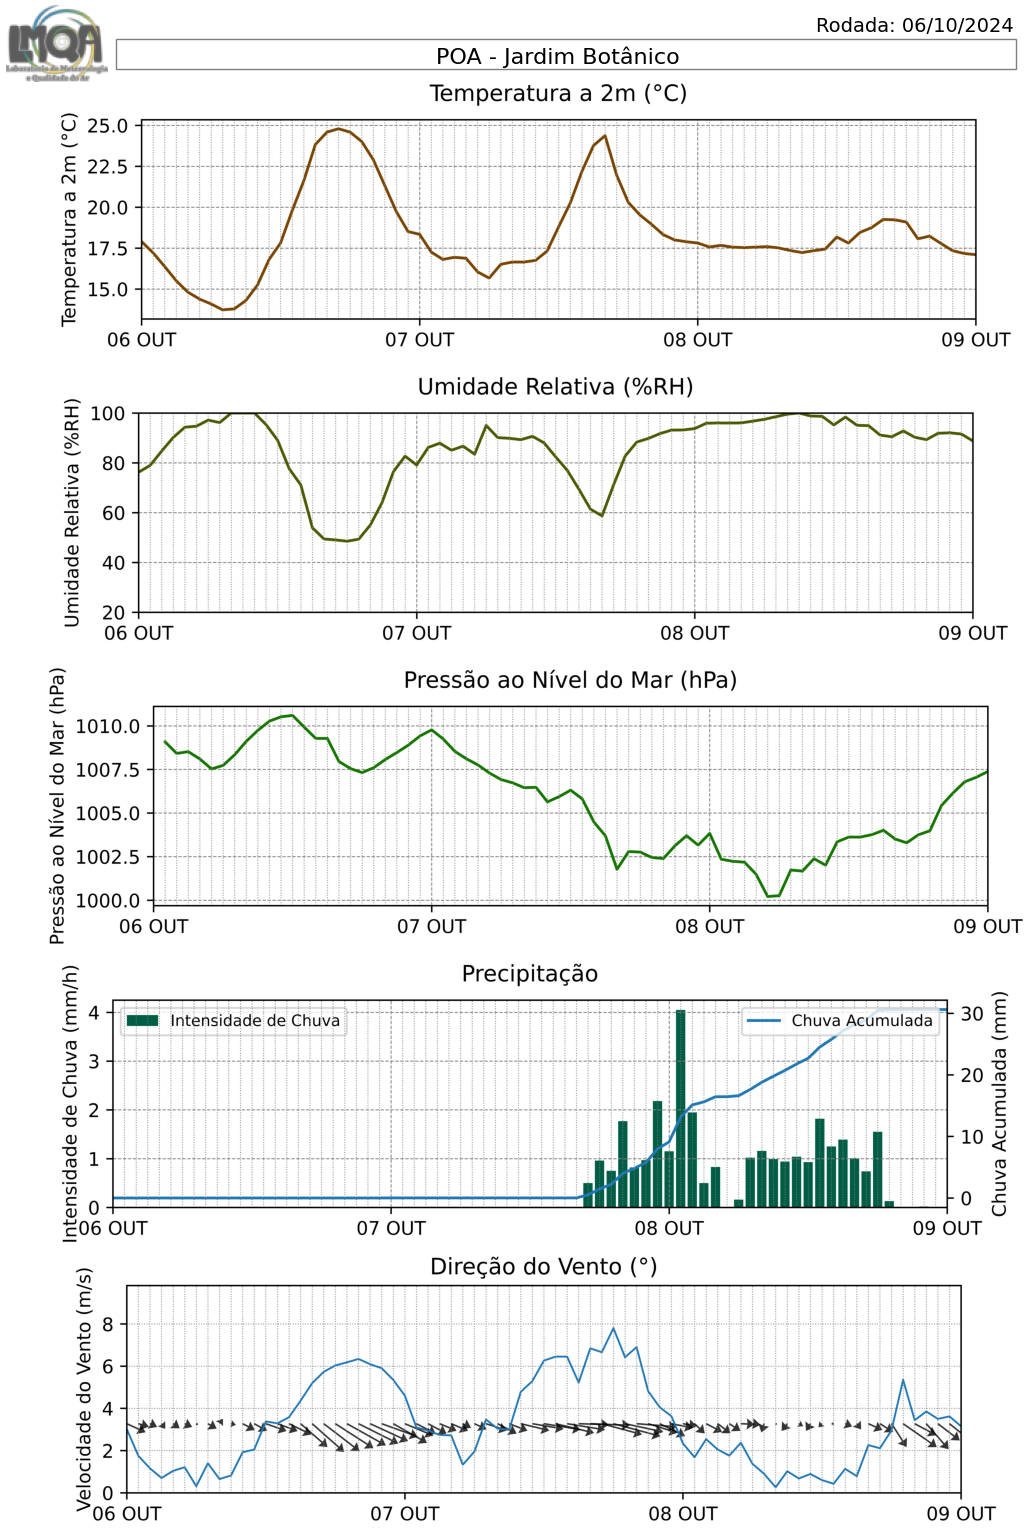 Rodada: 06/10/2024
LMQA
Laboratório de Meteorologia
e Qualidade do Ar
POA - Jardim Botânico
Temperatura a 2m (°C)
Temperatura a 2m (°C)
25.0
22.5
20.0
17.5
15.0
06 OUT 07 OUT 08 OUT 09 OUT
Umidade Relativa (%RH)
Umidade Relativa (%RH)
100
80
60
40
20
06 OUT 07 OUT 08 OUT 09 OUT
Pressão ao Nível do Mar (hPa)
Pressão ao Nível do Mar (hPa)
1010.0
1007.5
1005.0
1002.5
1000.0
06 OUT 07 OUT 08 OUT 09 OUT
Precipitação
Intensidade de Chuva (mm/h)
4
3
2
1
0
Intensidade de Chuva
Chuva Acumulada
30
20
10
0
Chuva Acumulada (mm)
06 OUT 07 OUT 08 OUT 09 OUT
Direção do Vento (°)
Velocidade do Vento (m/s)
8
6
4
2
0
06 OUT 07 OUT 08 OUT 09 OUT